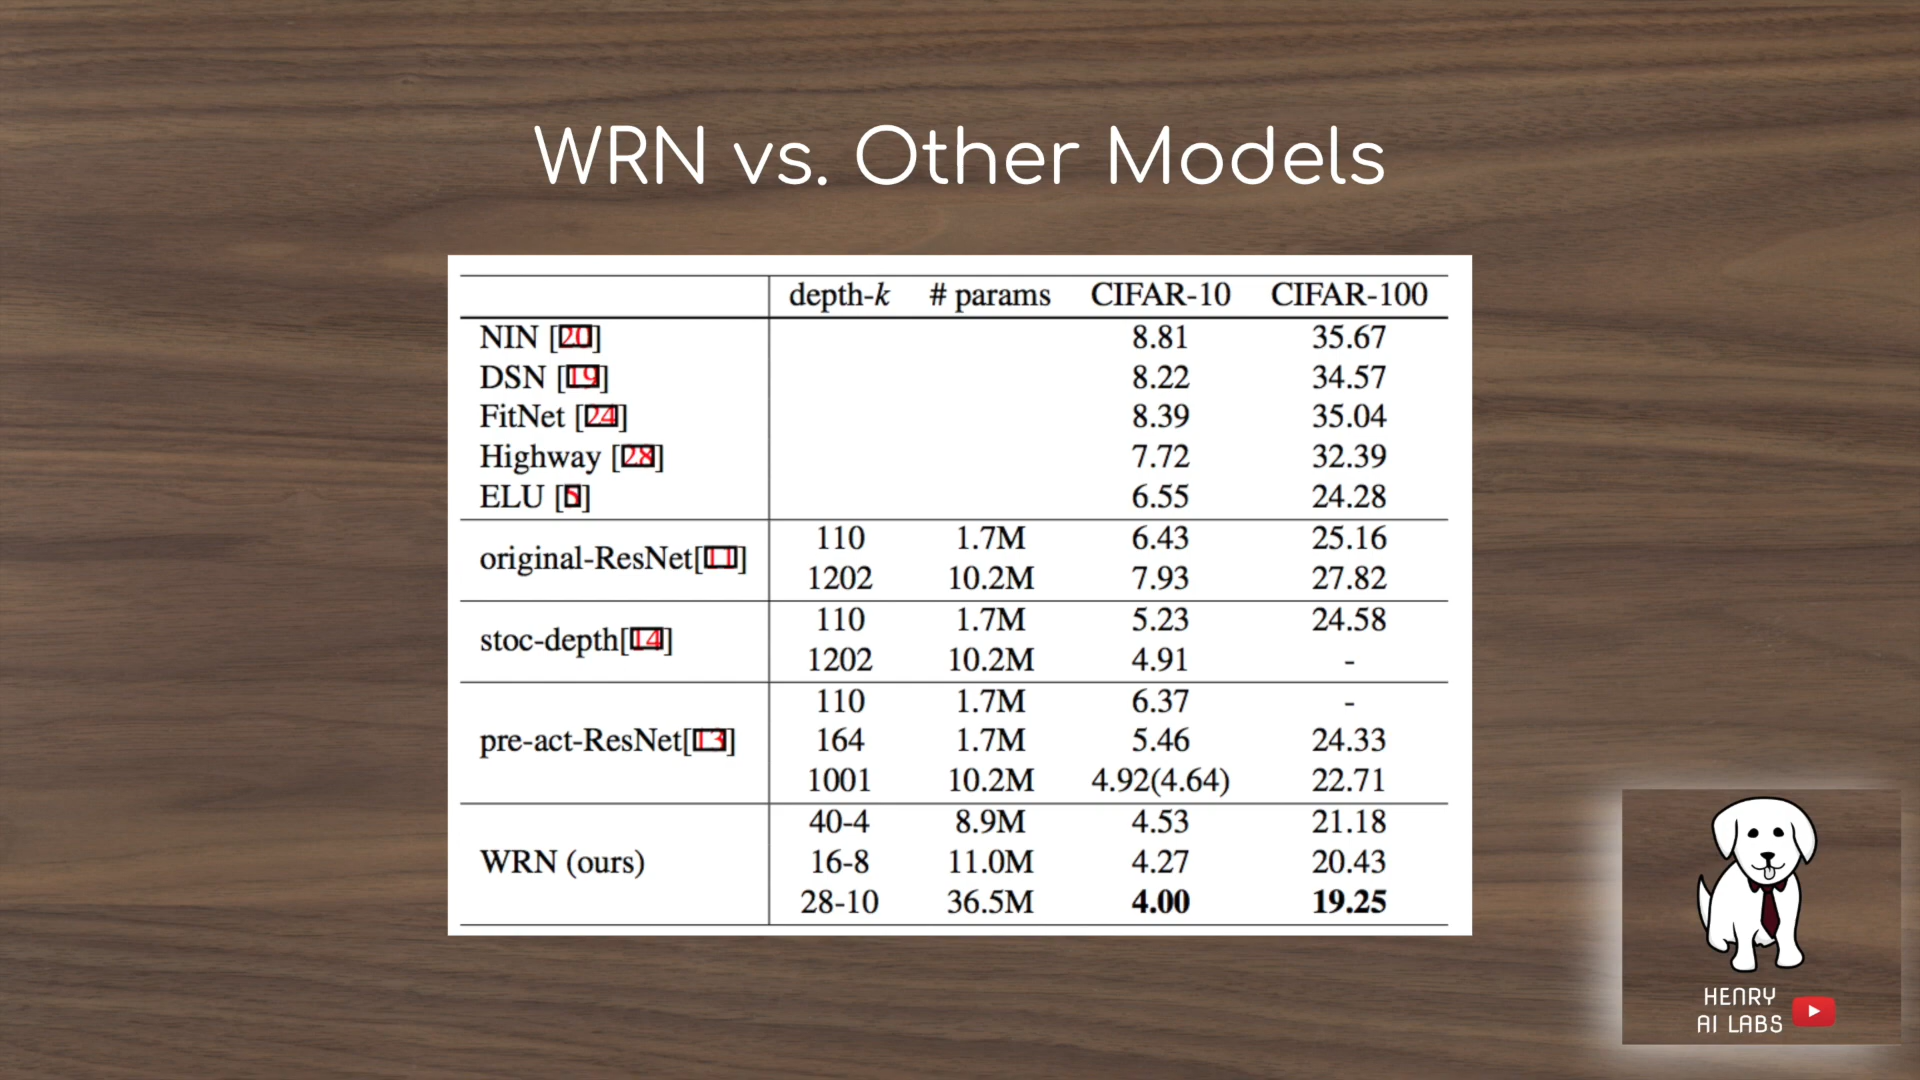 WRN vs. Other Models
depth-k # params CIFAR-10 CIFAR-100
NIN [20] 8.81 35.67
DSN [19] 8.22 34.57
FitNet [24] 8.39 35.04
Highway [28] 7.72 32.39
ELU [5] 6.55 24.28
original-ResNet[11] 110 1.7M 6.43 25.16
1202 10.2M 7.93 27.82
stoc-depth[14] 110 1.7M 5.23 24.58
1202 10.2M 4.91 -
pre-act-ResNet[13] 110 1.7M 6.37 -
164 1.7M 5.46 24.33
1001 10.2M 4.92(4.64) 22.71
WRN (ours) 40-4 8.9M 4.53 21.18
16-8 11.0M 4.27 20.43
28-10 36.5M 4.00 19.25
HENRY
AI LABS